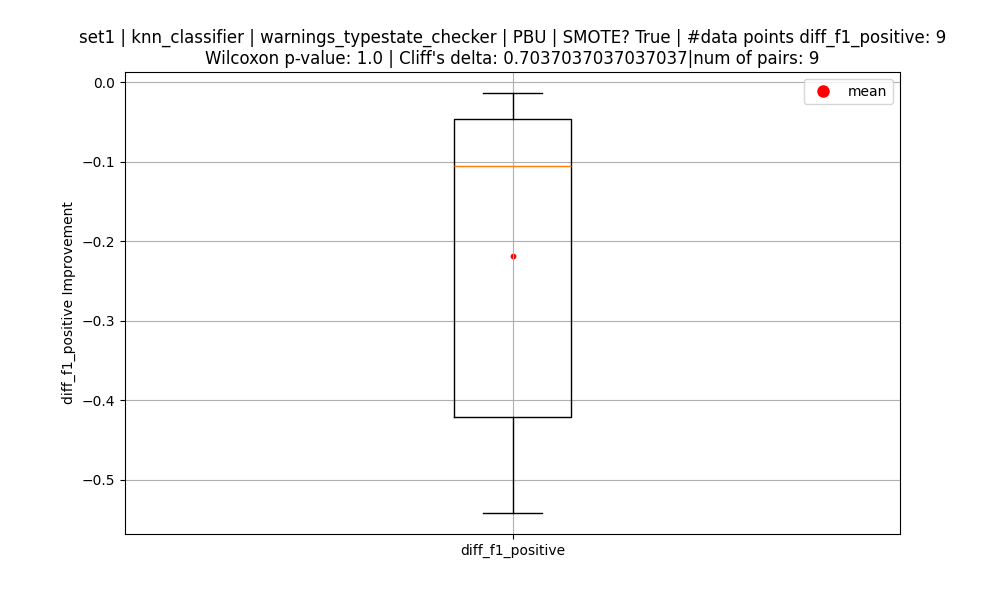 set1 | knn_classifier | warnings_typestate_checker | PBU | SMOTE? True | #data points diff_f1_positive: 9
Wilcoxon p-value: 1.0 | Cliff's delta: 0.7037037037037037|num of pairs: 9
mean
0.0
−0.1
−0.2
−0.3
−0.4
−0.5
diff_f1_positive Improvement
diff_f1_positive